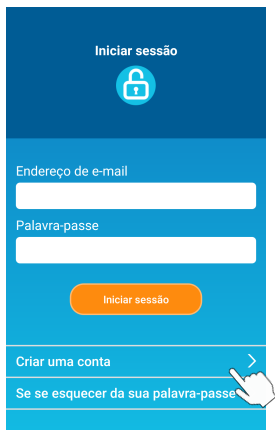 Iniciar sessão
Endereço de e-mail
Palavra-passe
Iniciar sessão
Criar uma conta
Se se esquecer da sua palavra-passe